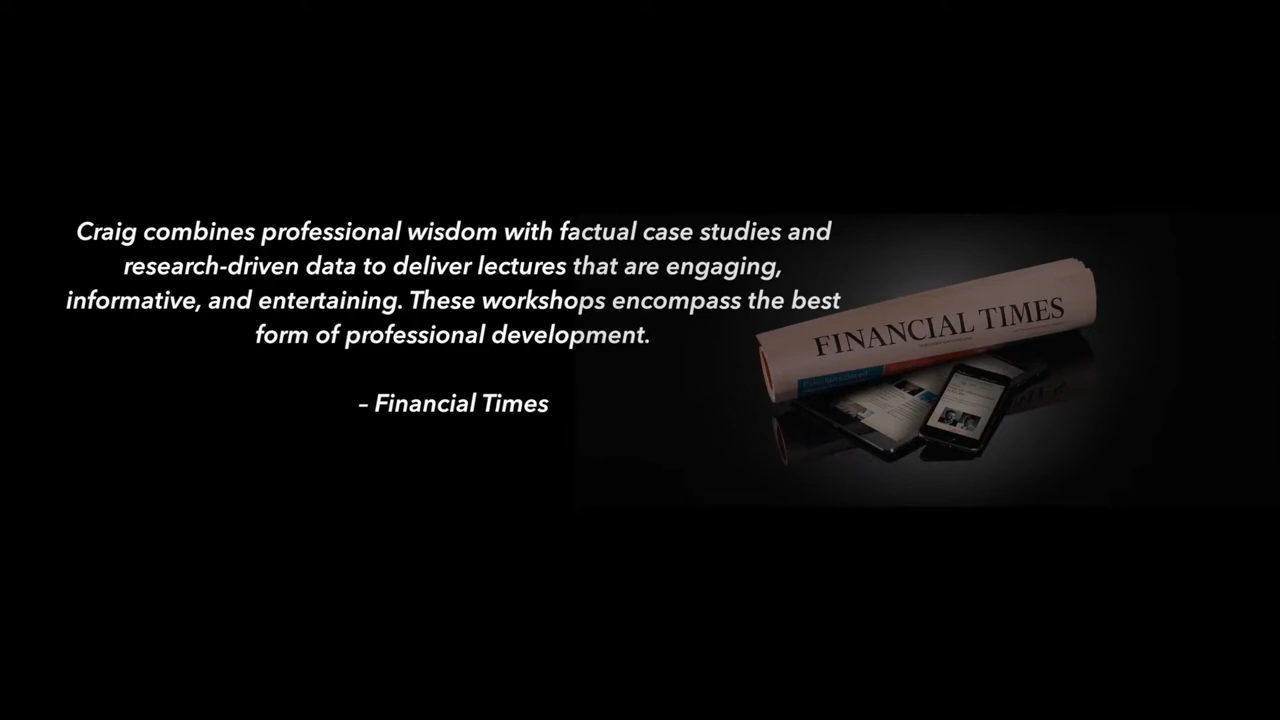 Craig combines professional wisdom with factual case studies and
research-driven data to deliver lectures that are engaging,
informative, and entertaining. These workshops encompass the best
form of professional development.
– Financial Times
FINANCIAL TIMES